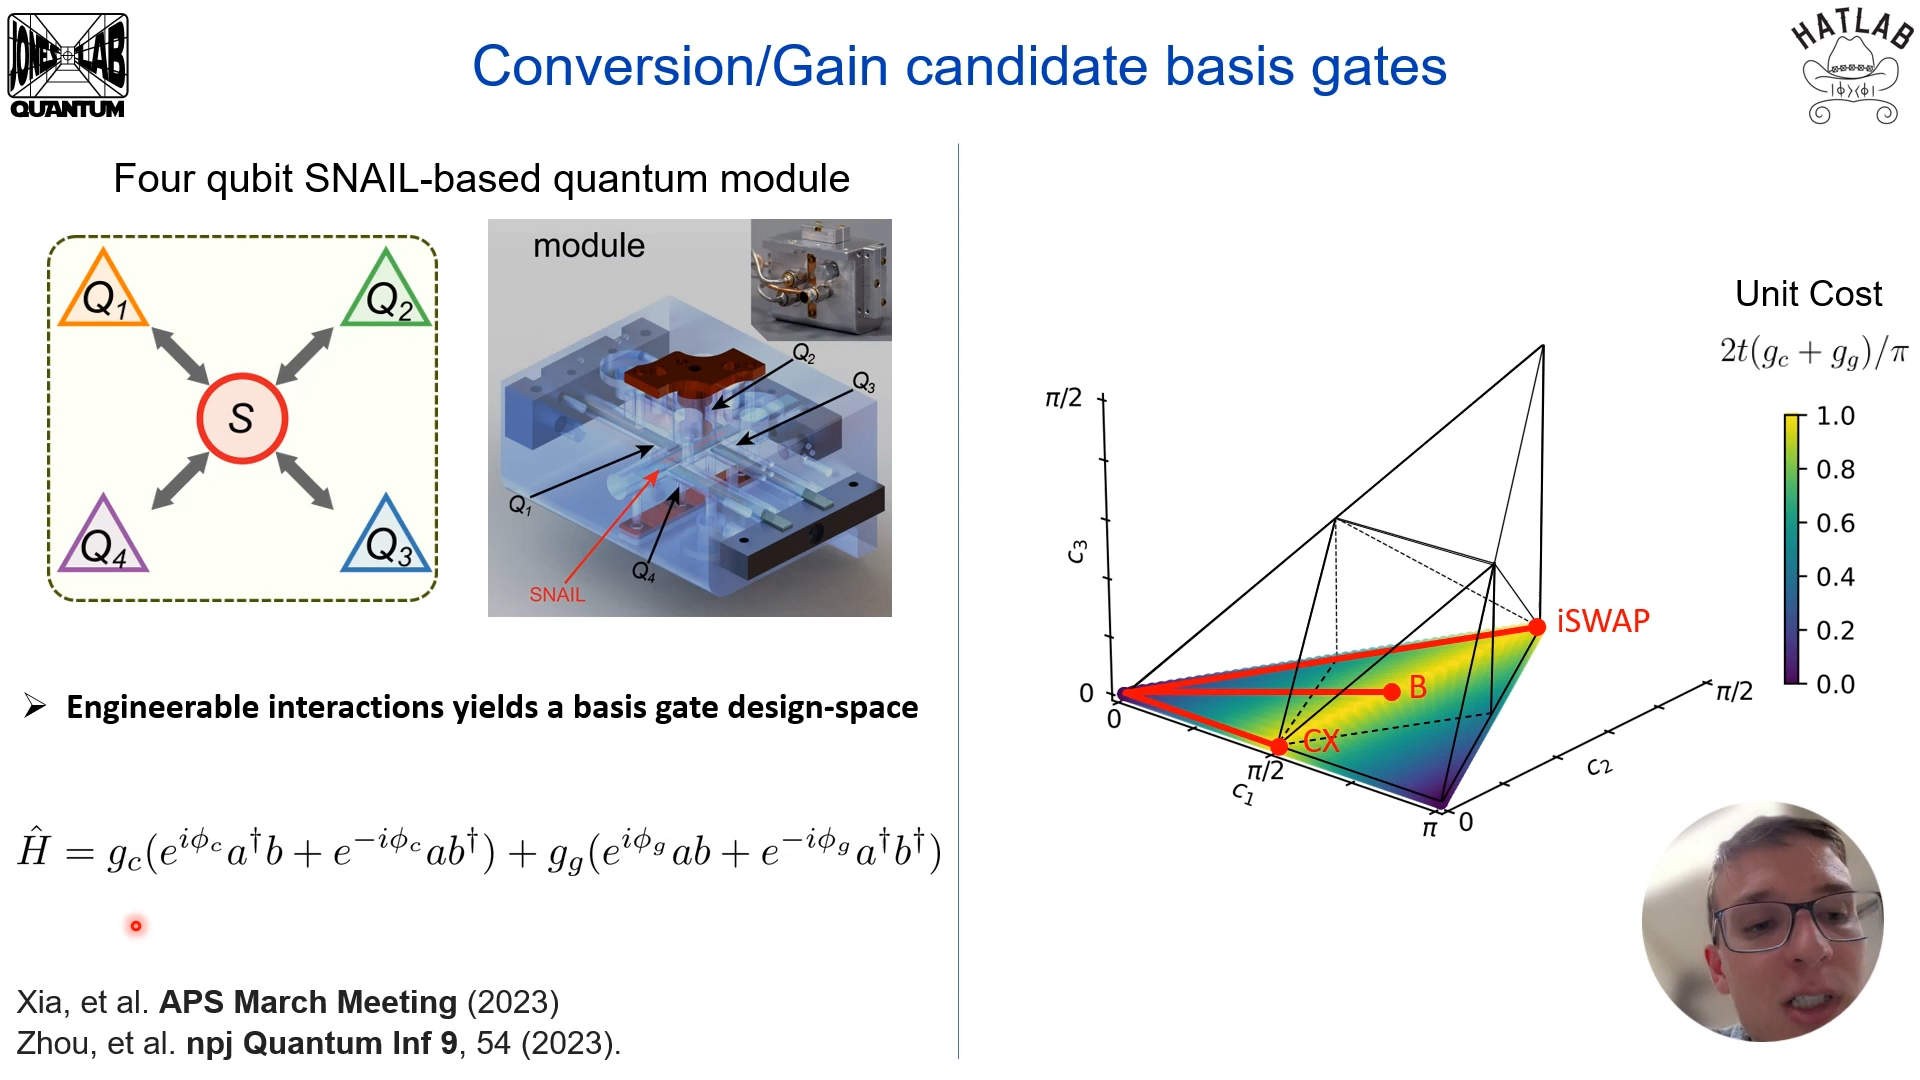 JONES LAB
QUANTUM
Conversion/Gain candidate basis gates
HATLAB
|ϕ⟩⟨ϕ|
Four qubit SNAIL-based quantum module
Q1
Q2
S
Q4
Q3
module
Q2
Q3
Q1
Q4
SNAIL
➢ Engineerable interactions yields a basis gate design-space
Ĥ = g_c(e^{iϕ_c} a†b + e^{−iϕ_c} ab†) + g_g(e^{iϕ_g} ab + e^{−iϕ_g} a†b†)
Xia, et al. APS March Meeting (2023)
Zhou, et al. npj Quantum Inf 9, 54 (2023).
Unit Cost
2t(g_c + g_g)/π
1.0
0.8
0.6
0.4
0.2
0.0
π/2
c3
0
0
π/2
c1
π
0
c2
π/2
iSWAP
B
CX